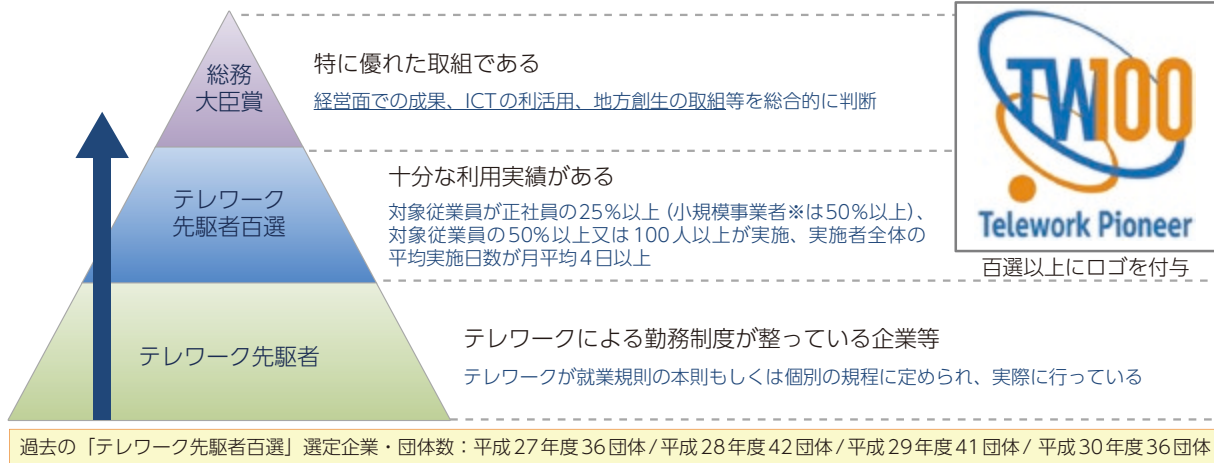 総務
大臣賞
特に優れた取組である
経営面での成果、ICTの利活用、地方創生の取組等を総合的に判断
TW100
Telework Pioneer
百選以上にロゴを付与
テレワーク
先駆者百選
十分な利用実績がある
対象従業員が正社員の25%以上（小規模事業者※は50%以上）、
対象従業員の50%以上又は100人以上が実施、実施者全体の
平均実施日数が月平均4日以上
テレワーク先駆者
テレワークによる勤務制度が整っている企業等
テレワークが就業規則の本則もしくは個別の規程に定められ、実際に行っている
過去の「テレワーク先駆者百選」選定企業・団体数：平成27年度36団体/平成28年度42団体/平成29年度41団体/ 平成30年度36団体